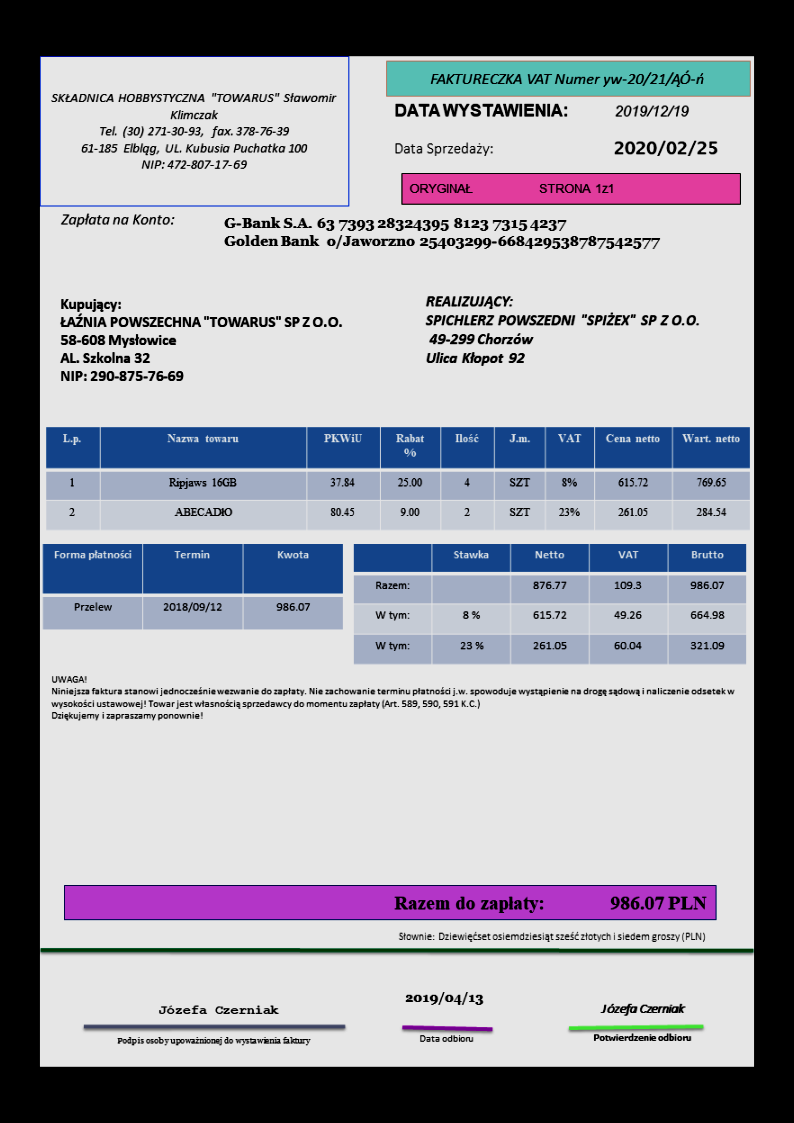 SKŁADNICA HOBBYSTYCZNA "TOWARUS" Sławomir
Klimczak
Tel. (30) 271-30-93, fax. 378-76-39
61-185 Elbląg, UL. Kubusia Puchatka 100
NIP: 472-807-17-69
FAKTURECZKA VAT Numer yw-20/21/ĄÓ-ń
DATA WYSTAWIENIA: 2019/12/19
Data Sprzedaży: 2020/02/25
ORYGINAŁ STRONA 1z1
Zapłata na Konto:
G-Bank S.A. 63 7393 28324395 8123 7315 4237
Golden Bank o/Jaworzno 25403299-668429538787542577
Kupujący:
ŁAŹNIA POWSZECHNA "TOWARUS" SP Z O.O.
58-608 Mysłowice
AL. Szkolna 32
NIP: 290-875-76-69
REALIZUJĄCY:
SPICHLERZ POWSZEDNI "SPIŻEX" SP Z O.O.
49-299 Chorzów
Ulica Kłopot 92
L.p. Nazwa towaru PKWiU Rabat % Ilość J.m. VAT Cena netto Wart. netto
1 Ripjaws 16GB 37.84 25.00 4 SZT 8% 615.72 769.65
2 ABECADŁO 80.45 9.00 2 SZT 23% 261.05 284.54
Forma płatności Termin Kwota
Przelew 2018/09/12 986.07
Stawka Netto VAT Brutto
Razem: 876.77 109.3 986.07
W tym: 8 % 615.72 49.26 664.98
W tym: 23 % 261.05 60.04 321.09
UWAGA!
Niniejsza faktura stanowi jednocześnie wezwanie do zapłaty. Nie zachowanie terminu płatności j.w. spowoduje wystąpienie na drogę sądową i naliczenie odsetek w
wysokości ustawowej! Towar jest własnością sprzedawcy do momentu zapłaty (Art. 589, 590, 591 K.C.)
Dziękujemy i zapraszamy ponownie!
Razem do zapłaty: 986.07 PLN
Słownie: Dziewięćset osiemdziesiąt sześć złotych i siedem groszy (PLN)
Józefa Czerniak
Podpis osoby upoważnionej do wystawienia faktury
2019/04/13
Data odbioru
Józefa Czerniak
Potwierdzenie odbioru